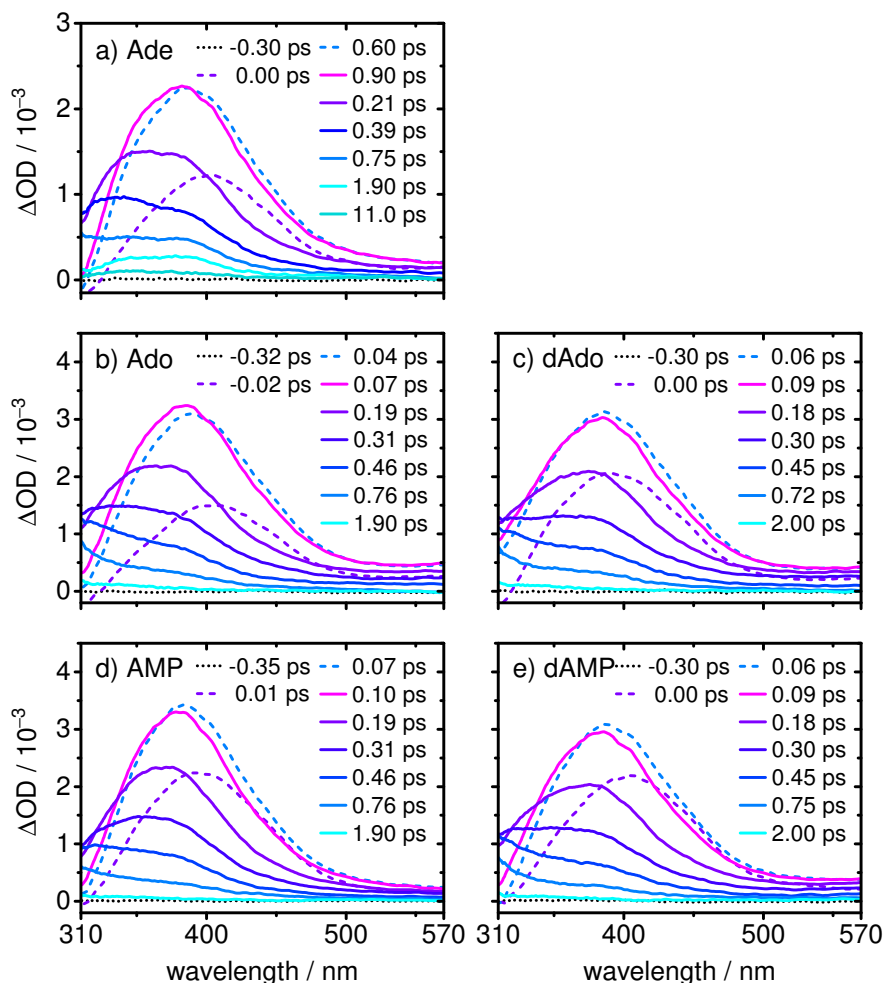 a) Ade
-0.30 ps
0.00 ps
0.60 ps
0.90 ps
0.21 ps
0.39 ps
0.75 ps
1.90 ps
11.0 ps
ΔOD / 10⁻³
3
2
1
0
b) Ado
-0.32 ps
-0.02 ps
0.04 ps
0.07 ps
0.19 ps
0.31 ps
0.46 ps
0.76 ps
1.90 ps
ΔOD / 10⁻³
4
3
2
1
0
c) dAdo
-0.30 ps
0.00 ps
0.06 ps
0.09 ps
0.18 ps
0.30 ps
0.45 ps
0.72 ps
2.00 ps
d) AMP
-0.35 ps
0.01 ps
0.07 ps
0.10 ps
0.19 ps
0.31 ps
0.46 ps
0.76 ps
1.90 ps
ΔOD / 10⁻³
4
3
2
1
0
310 400 500 570
wavelength / nm
e) dAMP
-0.30 ps
0.00 ps
0.06 ps
0.09 ps
0.18 ps
0.30 ps
0.45 ps
0.75 ps
2.00 ps
310 400 500 570
wavelength / nm